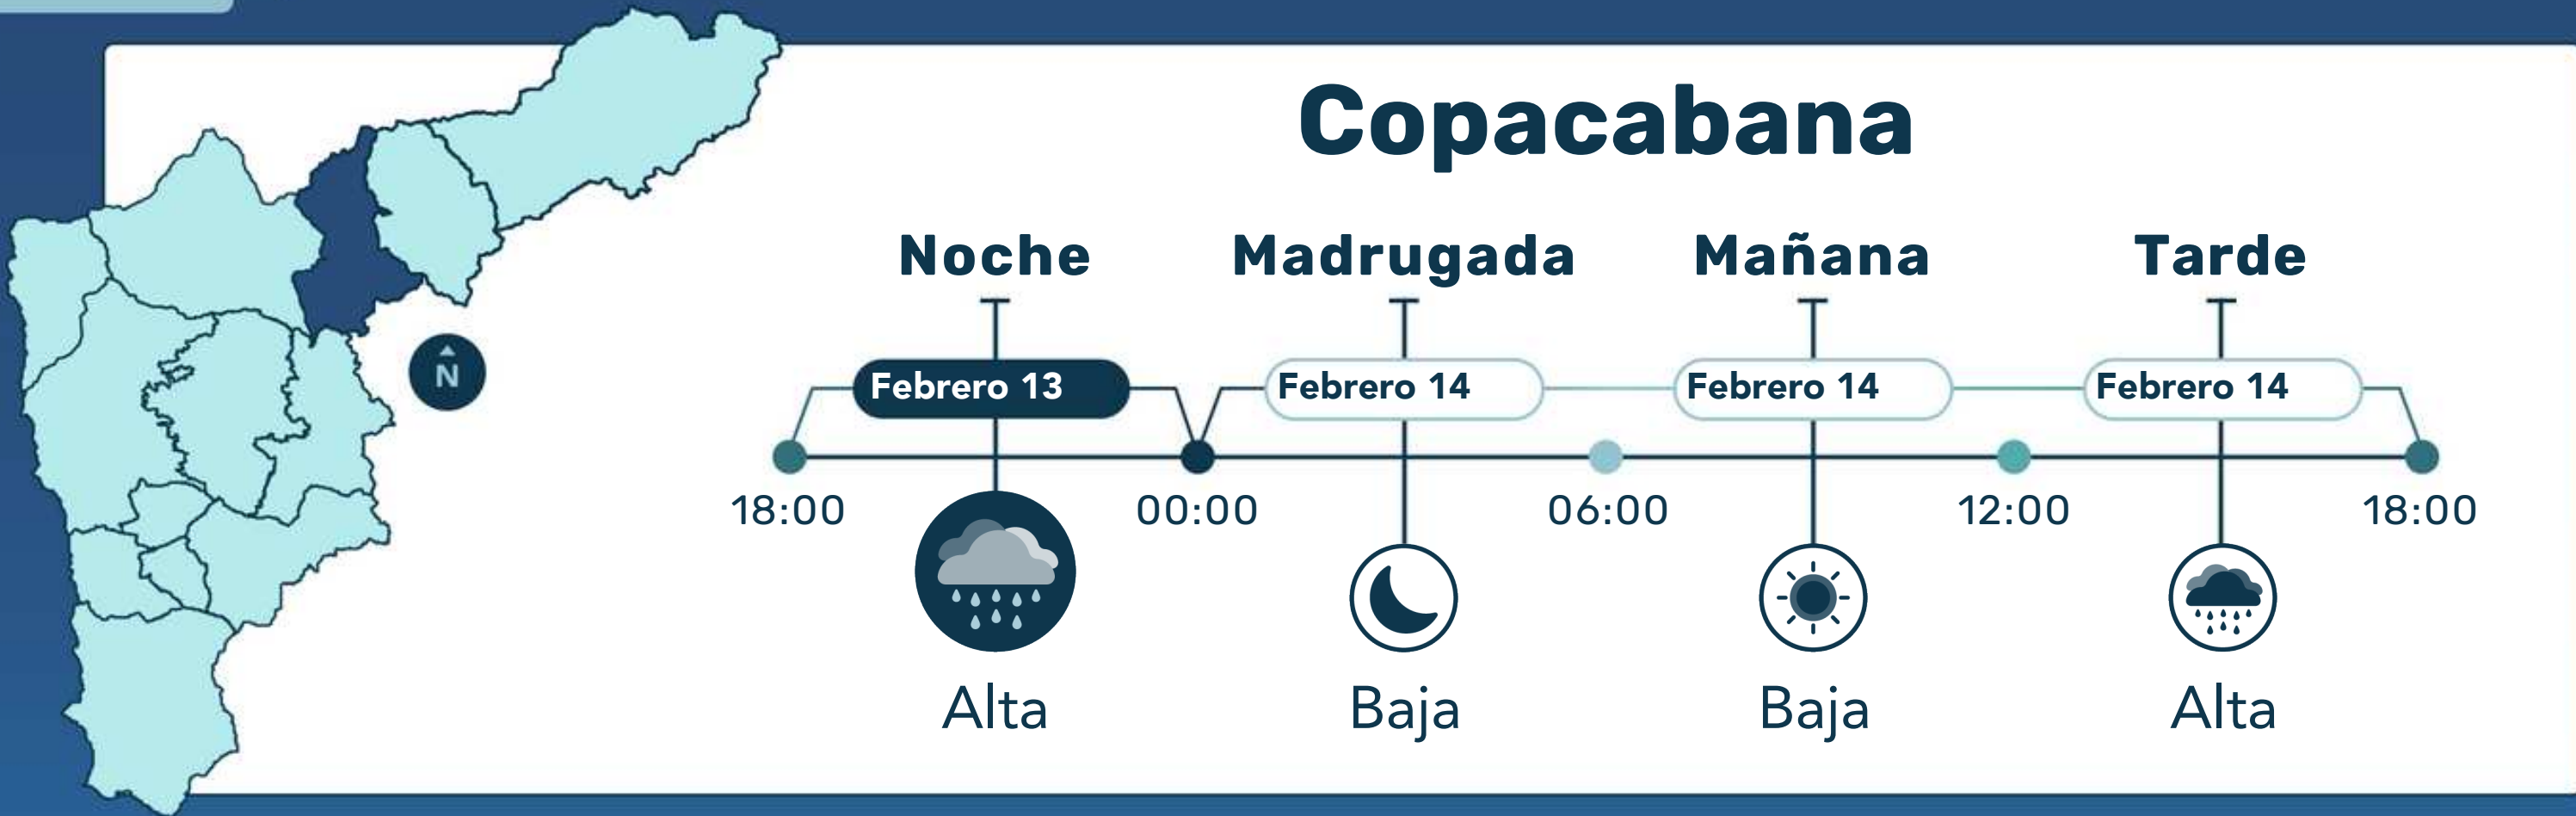 Copacabana
Noche Madrugada Mañana Tarde
Febrero 13 Febrero 14 Febrero 14 Febrero 14
N
18:00 00:00 06:00 12:00 18:00
Alta Baja Baja Alta